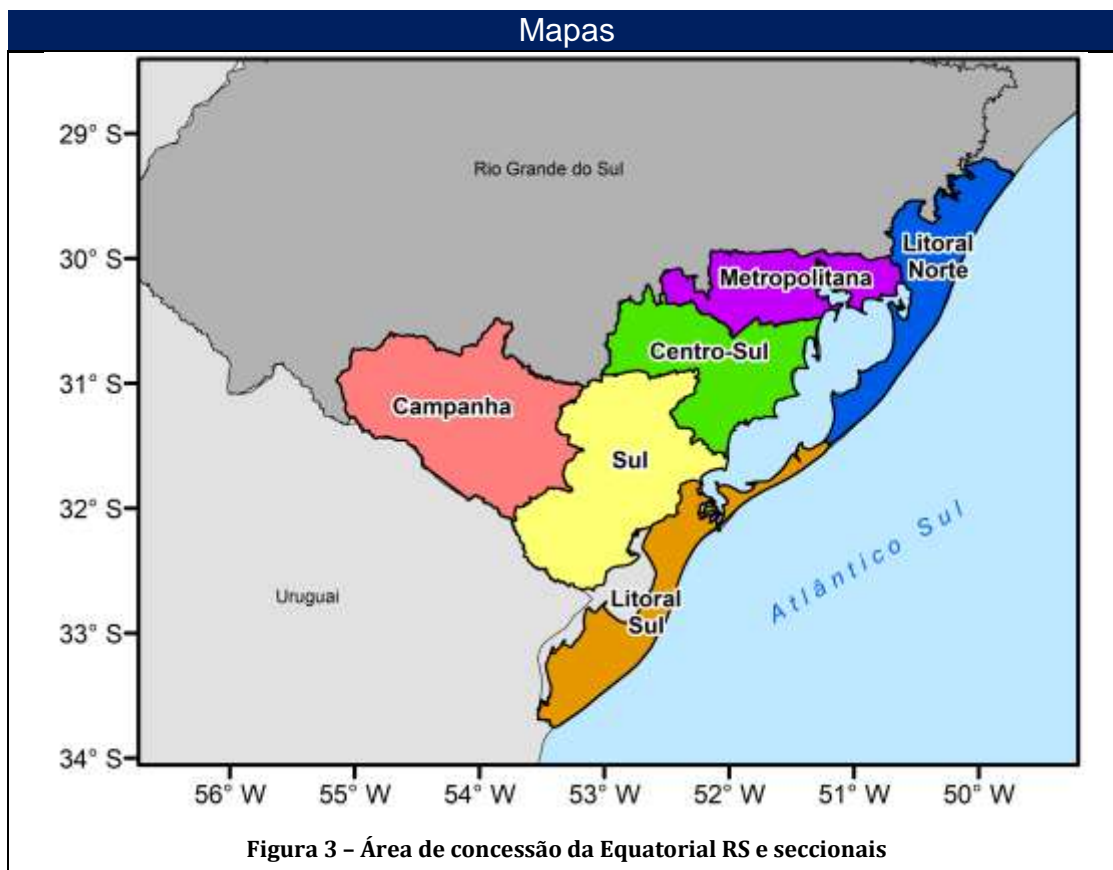 Mapas
29° S
Rio Grande do Sul
30° S
Litoral
Norte
Metropolitana
Centro-Sul
31° S
Campanha
Sul
32° S
Atlântico Sul
Uruguai
Litoral
Sul
33° S
34° S
56° W 55° W 54° W 53° W 52° W 51° W 50° W
Figura 3 – Área de concessão da Equatorial RS e seccionais